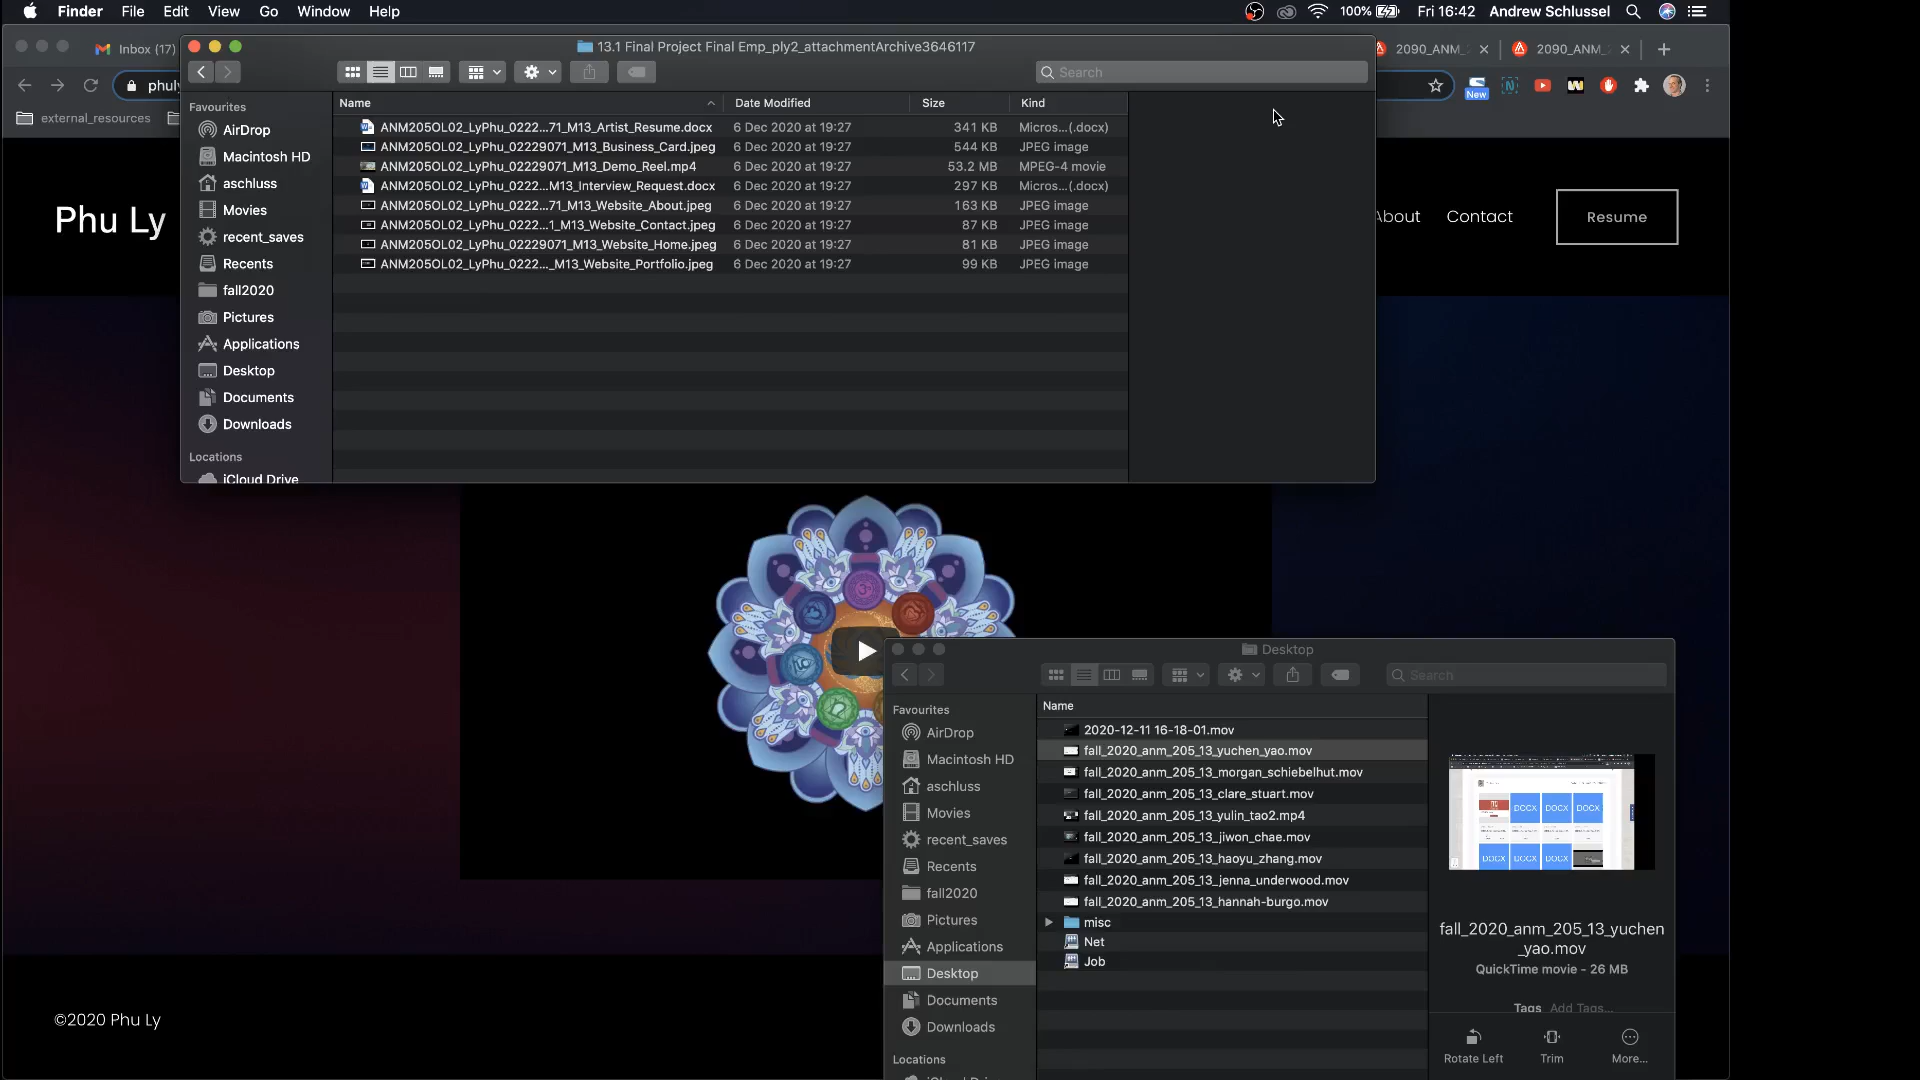 Finder File Edit View Go Window Help
100% Fri 16:42 Andrew Schlussel
Inbox (17)
13.1 Final Project Final Emp_ply2_attachmentArchive3646117
2090_ANM_
2090_ANM_
Search
phuly
New
external_resources
Favourites
AirDrop
Macintosh HD
aschluss
Movies
recent_saves
Recents
fall2020
Pictures
Applications
Desktop
Documents
Downloads
Locations
iCloud Drive
Name Date Modified Size Kind
ANM205OL02_LyPhu_0222...71_M13_Artist_Resume.docx 6 Dec 2020 at 19:27 341 KB Micros...(.docx)
ANM205OL02_LyPhu_02229071_M13_Business_Card.jpeg 6 Dec 2020 at 19:27 544 KB JPEG image
ANM205OL02_LyPhu_02229071_M13_Demo_Reel.mp4 6 Dec 2020 at 19:27 53.2 MB MPEG-4 movie
ANM205OL02_LyPhu_0222...M13_Interview_Request.docx 6 Dec 2020 at 19:27 297 KB Micros...(.docx)
ANM205OL02_LyPhu_0222...71_M13_Website_About.jpeg 6 Dec 2020 at 19:27 163 KB JPEG image
ANM205OL02_LyPhu_0222...1_M13_Website_Contact.jpeg 6 Dec 2020 at 19:27 87 KB JPEG image
ANM205OL02_LyPhu_02229071_M13_Website_Home.jpeg 6 Dec 2020 at 19:27 81 KB JPEG image
ANM205OL02_LyPhu_0222..._M13_Website_Portfolio.jpeg 6 Dec 2020 at 19:27 99 KB JPEG image
Phu Ly
About Contact Resume
Desktop
Search
Favourites
AirDrop
Macintosh HD
aschluss
Movies
recent_saves
Recents
fall2020
Pictures
Applications
Desktop
Documents
Downloads
Locations
Name
2020-12-11 16-18-01.mov
fall_2020_anm_205_13_yuchen_yao.mov
fall_2020_anm_205_13_morgan_schiebelhut.mov
fall_2020_anm_205_13_clare_stuart.mov
fall_2020_anm_205_13_yulin_tao2.mp4
fall_2020_anm_205_13_jiwon_chae.mov
fall_2020_anm_205_13_haoyu_zhang.mov
fall_2020_anm_205_13_jenna_underwood.mov
fall_2020_anm_205_13_hannah-burgo.mov
misc
Net
Job
DOCX DOCX DOCX
DOCX DOCX DOCX
fall_2020_anm_205_13_yuchen
_yao.mov
QuickTime movie - 26 MB
Tags Add Tags...
Rotate Left Trim More...
©2020 Phu Ly